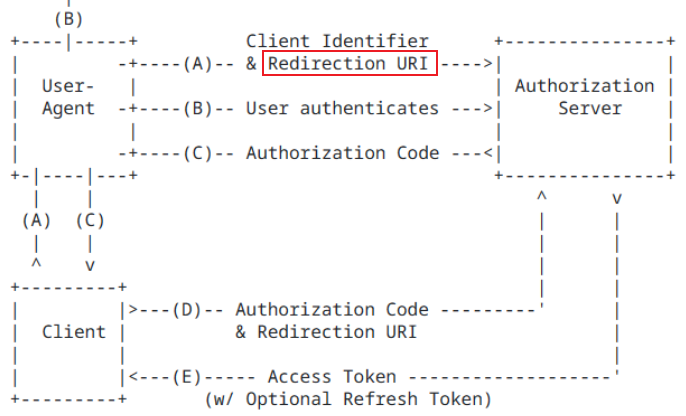 (B)
+----|-----+          Client Identifier      +---------------+
|         -+----(A)-- & Redirection URI ---->|               |
|  User-   |                                 | Authorization |
|  Agent  -+----(B)-- User authenticates --->|     Server    |
|          |                                 |               |
|         -+----(C)-- Authorization Code ---<|               |
+-|----|---+                                 +---------------+
  |    |                                         ^      v
 (A)  (C)                                        |      |
  |    |                                         |      |
  ^    v                                         |      |
+---------+                                      |      |
|         |>---(D)-- Authorization Code ---------'      |
|  Client |          & Redirection URI                  |
|         |                                             |
|         |<---(E)----- Access Token -------------------'
+---------+       (w/ Optional Refresh Token)